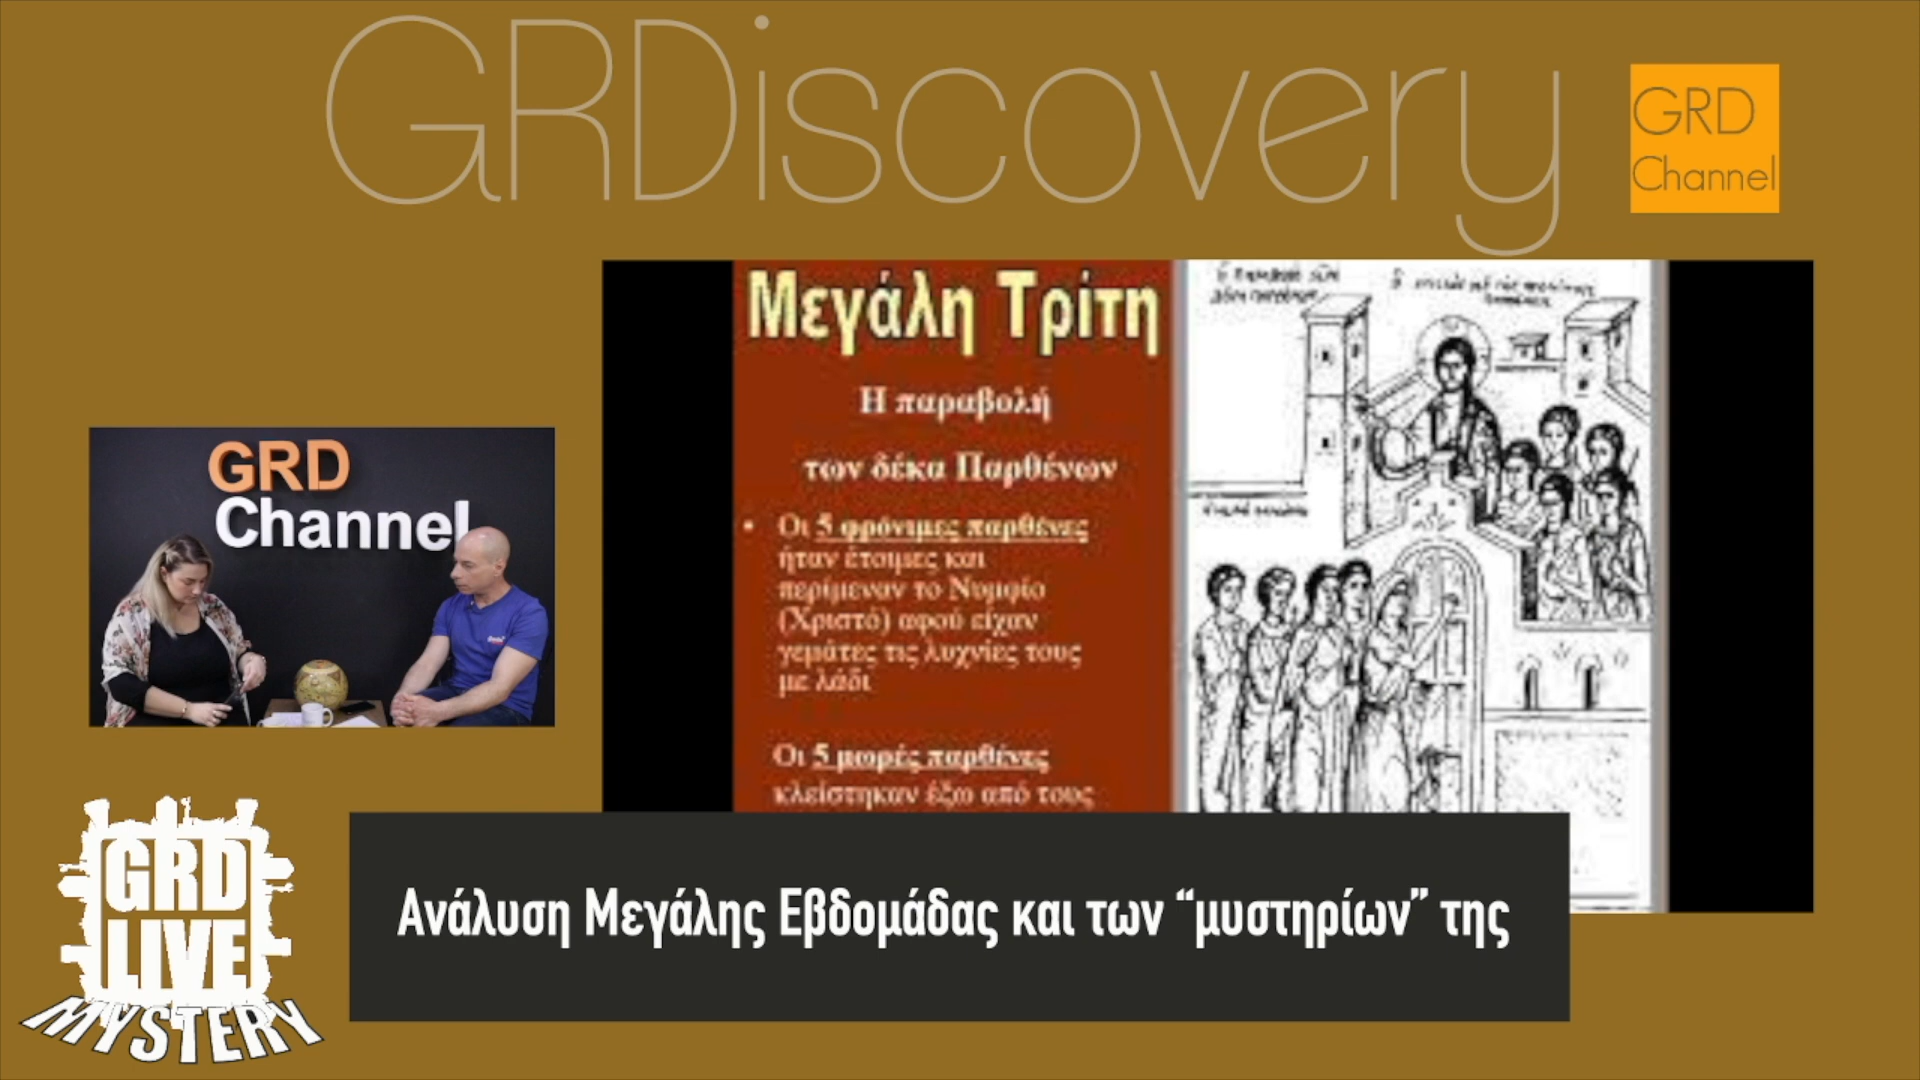 GRDiscovery
GRD
Channel
Μεγάλη Τρίτη
Η παραβολή
των δέκα Παρθένων
• Οι 5 φρόνιμες παρθένες
ήταν έτοιμες και
περίμεναν το Νυμφίο
(Χριστό) αφού είχαν
γεμάτες τις λυχνίες τους
με λάδι
Οι 5 μωρές παρθένες
κλείστηκαν έξω από τους
GRD
Channel
GRD
LIVE
MYSTERY
Ανάλυση Μεγάλης Εβδομάδας και των “μυστηρίων” της